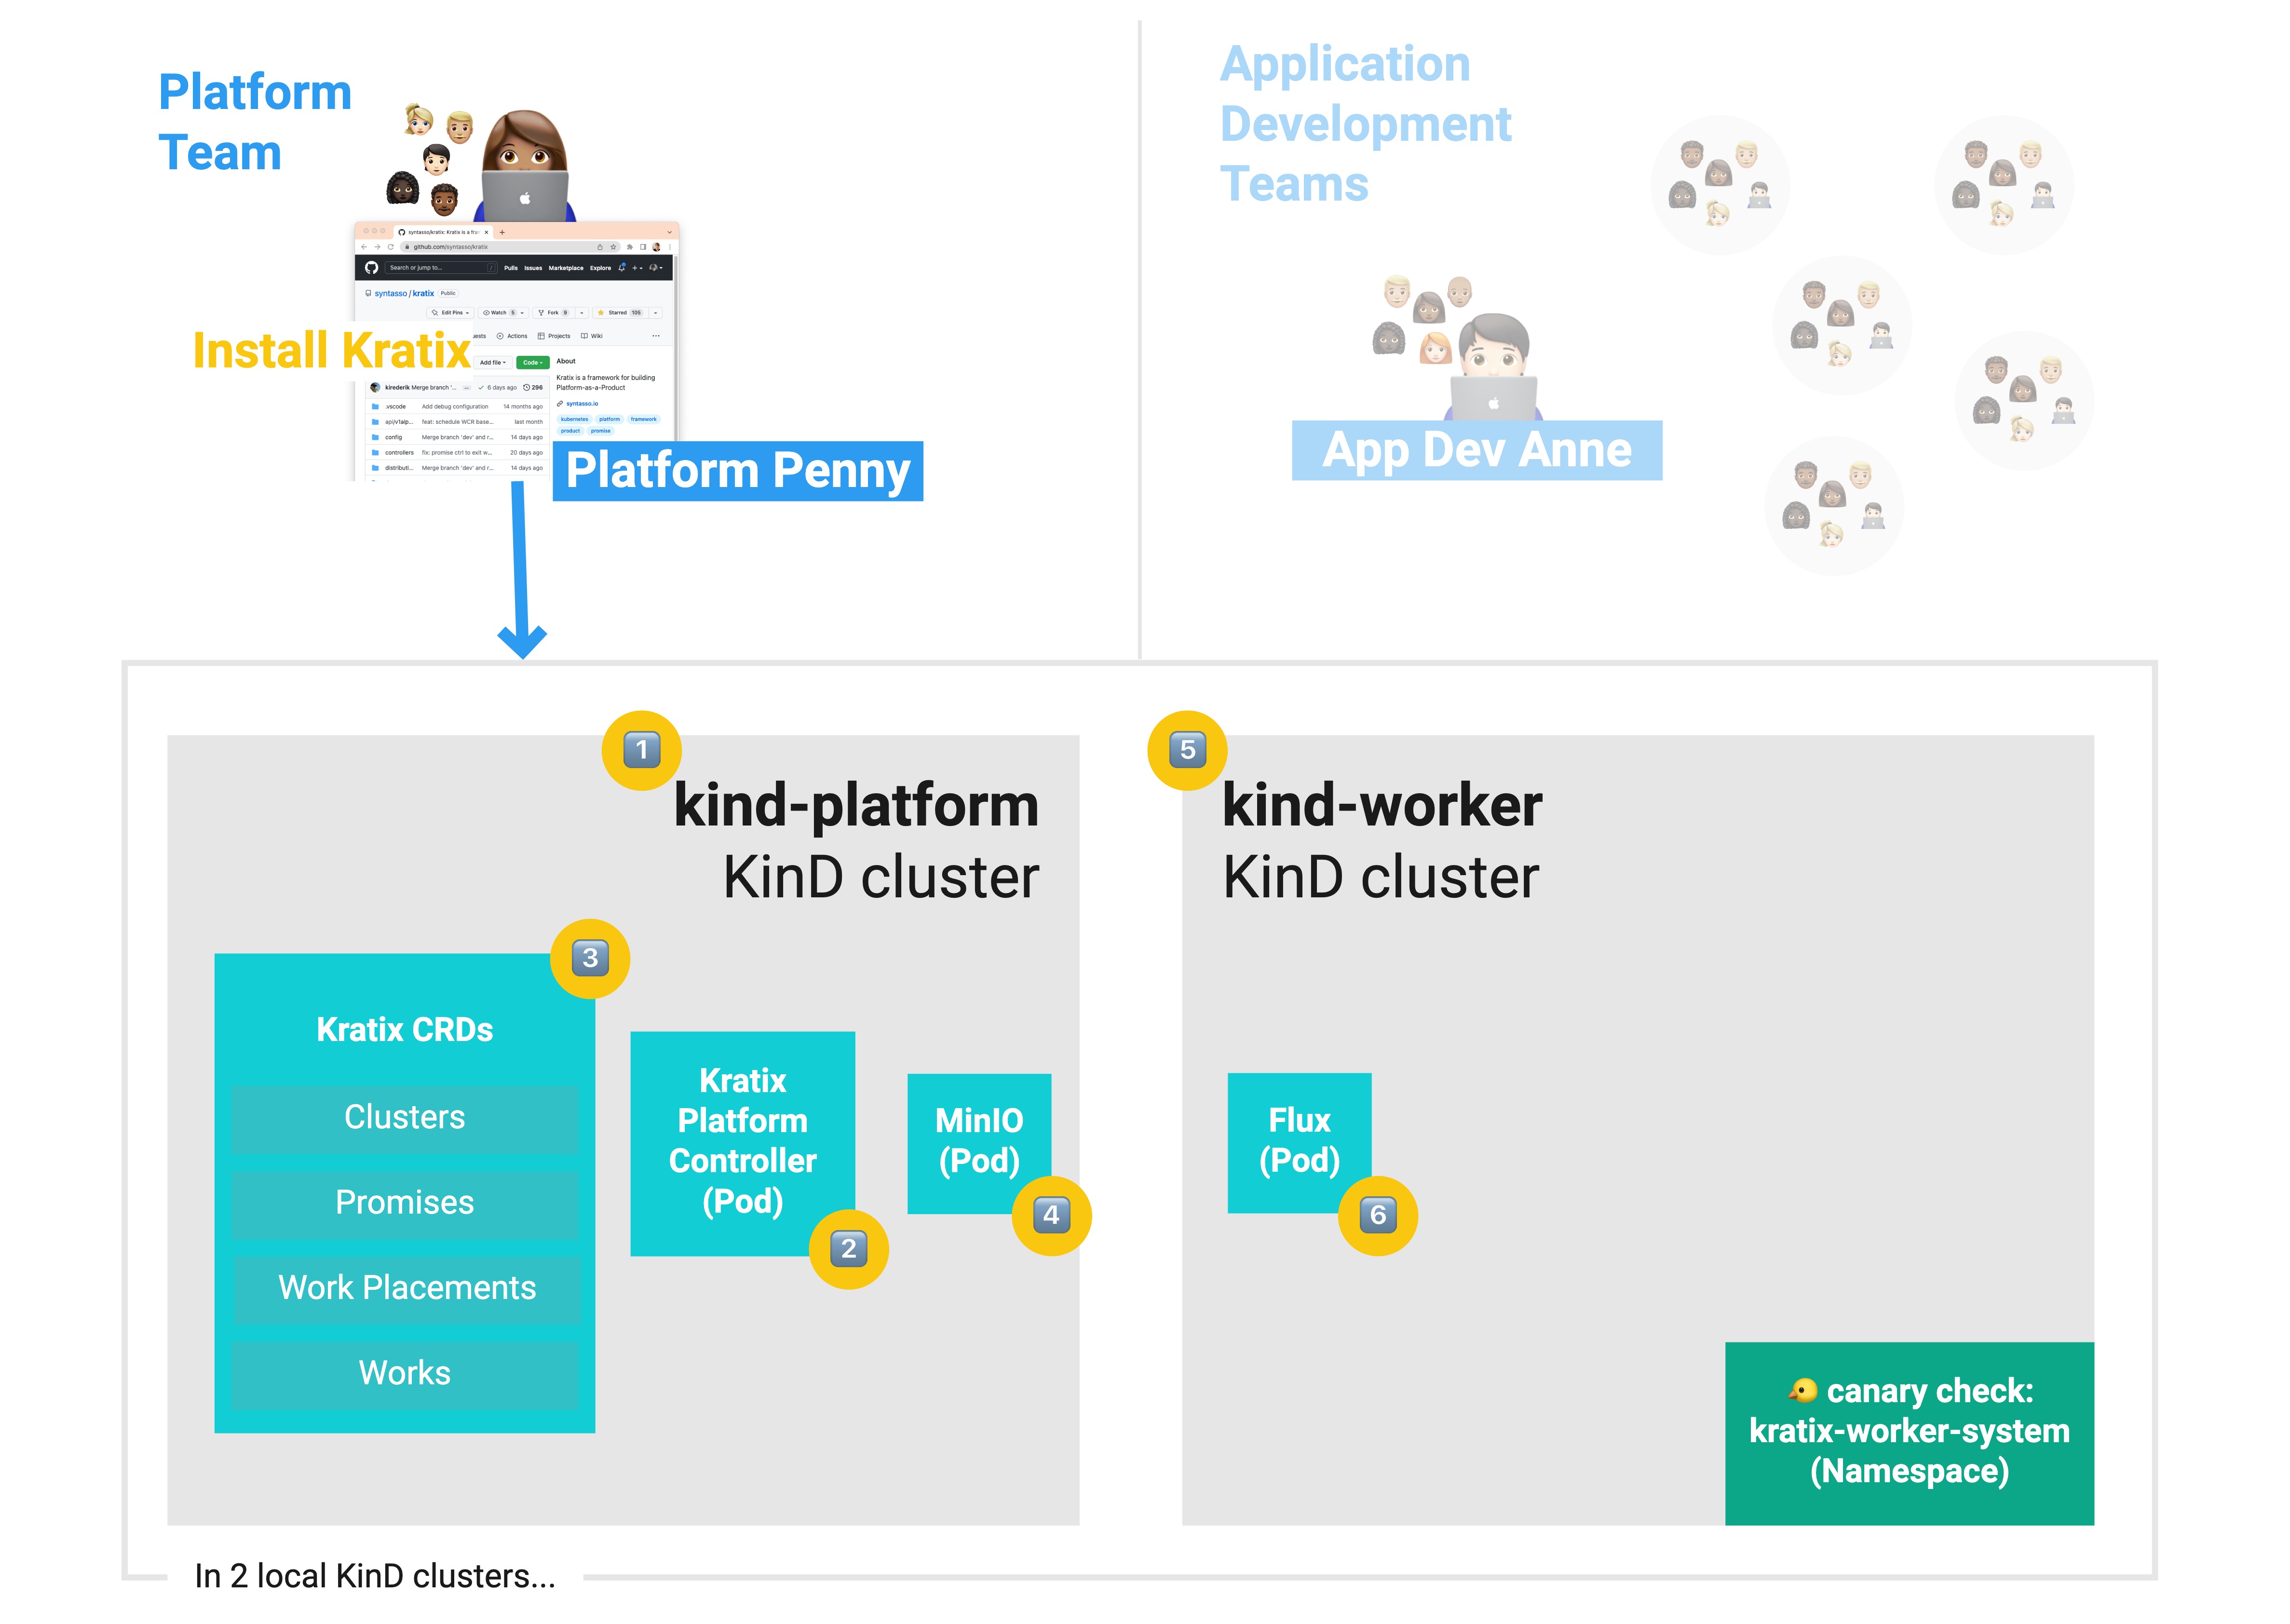 Platform
Team
syntasso/kratix: Kratix is a fra
github.com/syntasso/kratix
Search or jump to... /
Pulls Issues Marketplace Explore
syntasso / kratix Public
Edit Pins Watch 5 Fork 9 Starred 105
Install Kratix
Actions Projects Wiki
Add file Code About
Kratix is a framework for building
Platform-as-a-Product
kirederik Merge branch '... 6 days ago 296
syntasso.io
.vscode Add debug configuration 14 months ago
kubernetes platform framework
api/v1alp... feat: schedule WCR base... last month
product promise
config Merge branch 'dev' and r... 14 days ago
controllers fix: promise ctrl to exit w... 20 days ago
distributi... Merge branch 'dev' and r... 14 days ago
Platform Penny
Application
Development
Teams
App Dev Anne
1
kind-platform
KinD cluster
3
Kratix CRDs
Clusters
Promises
Work Placements
Works
Kratix
Platform
Controller
(Pod)
2
MinIO
(Pod)
4
5
kind-worker
KinD cluster
Flux
(Pod)
6
canary check:
kratix-worker-system
(Namespace)
In 2 local KinD clusters...